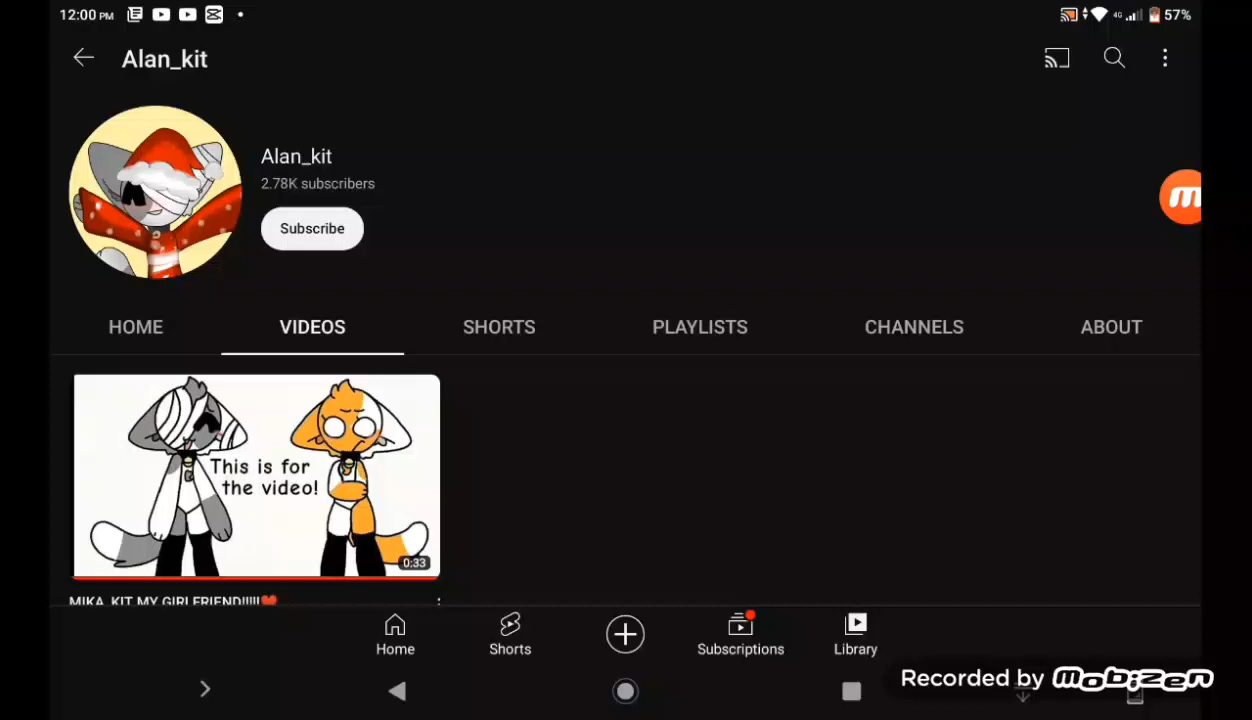 12:00 PM
4G
57%
Alan_kit
Alan_kit
2.78K subscribers
Subscribe
HOME
VIDEOS
SHORTS
PLAYLISTS
CHANNELS
ABOUT
This is for
the video!
0:33
MIKA_KIT MY GIRLFRIEND!!!!!❤️
Home
Shorts
Subscriptions
Library
Recorded by mobizen